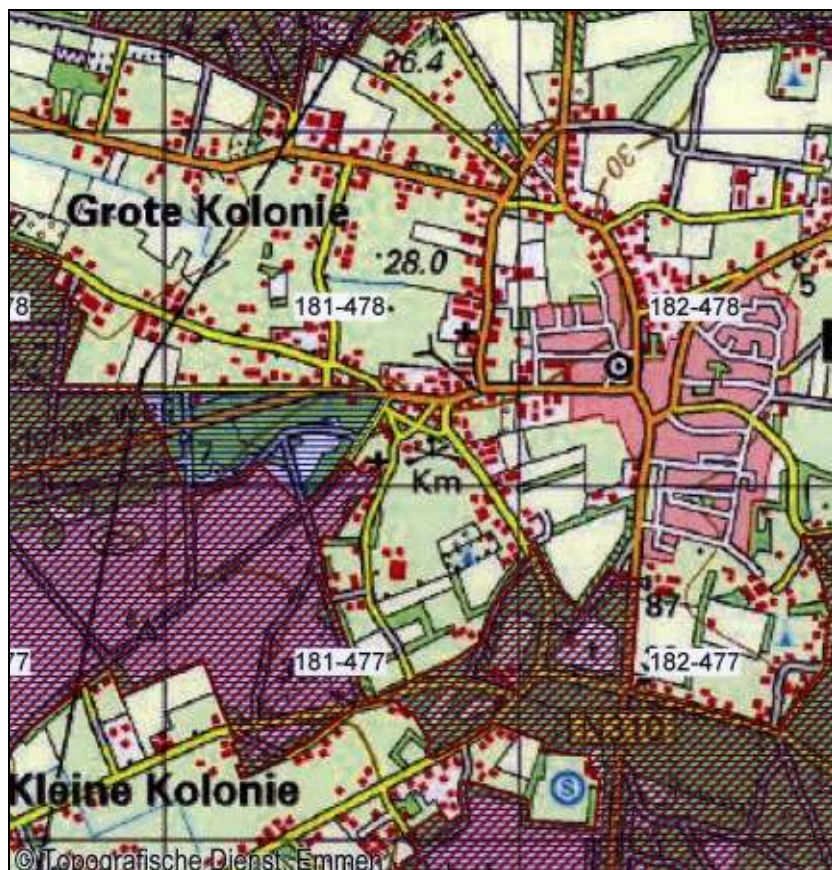 26.4
30
Grote Kolonie
28.0
5
78
181-478
182-478
C
Km
87
77
181-477
182-477
N310
Kleine Kolonie
S
© Topografische Dienst, Emmen